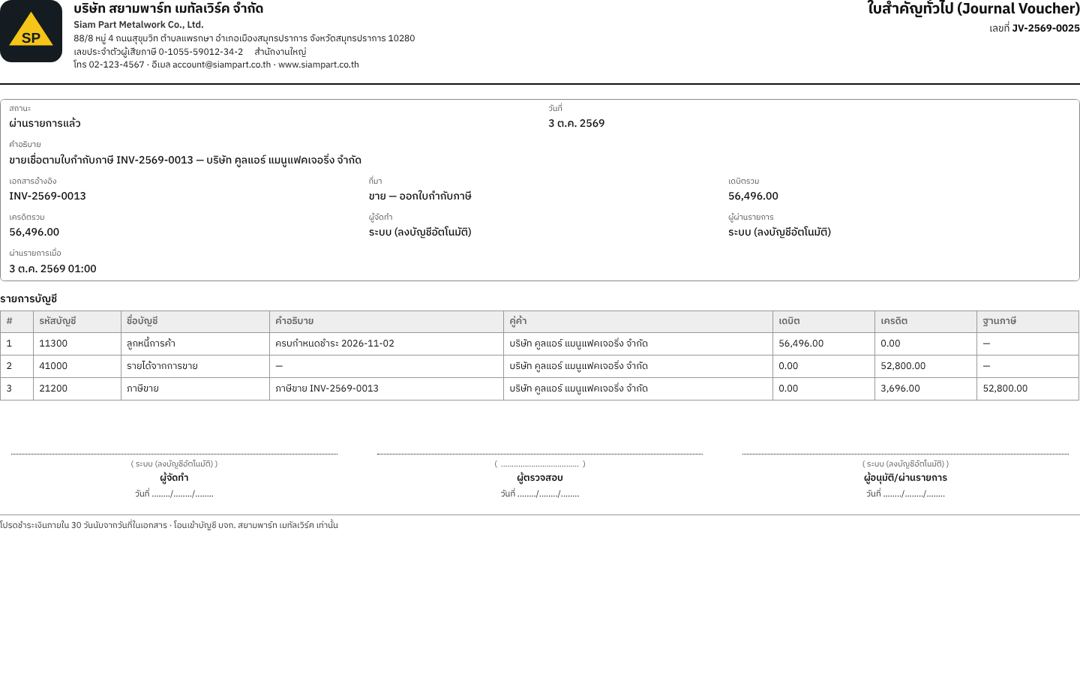 SP
บริษัท สยามพาร์ท เมทัลเวิร์ค จำกัด
Siam Part Metalwork Co., Ltd.
88/8 หมู่ 4 ถนนสุขุมวิท ตำบลแพรกษา อำเภอเมืองสมุทรปราการ จังหวัดสมุทรปราการ 10280
เลขประจำตัวผู้เสียภาษี 0-1055-59012-34-2 สำนักงานใหญ่
โทร 02-123-4567 · อีเมล account@siampart.co.th · www.siampart.co.th
ใบสำคัญทั่วไป (Journal Voucher)
เลขที่ JV-2569-0025
สถานะ วันที่
ผ่านรายการแล้ว 3 ต.ค. 2569
คำอธิบาย
ขายเชื่อตามใบกำกับภาษี INV-2569-0013 — บริษัท คูลแอร์ แมนูแฟคเจอริ่ง จำกัด
เอกสารอ้างอิง ที่มา เดบิตรวม
INV-2569-0013 ขาย — ออกใบกำกับภาษี 56,496.00
เครดิตรวม ผู้จัดทำ ผู้ผ่านรายการ
56,496.00 ระบบ (ลงบัญชีอัตโนมัติ) ระบบ (ลงบัญชีอัตโนมัติ)
ผ่านรายการเมื่อ
3 ต.ค. 2569 01:00
รายการบัญชี
# รหัสบัญชี ชื่อบัญชี คำอธิบาย คู่ค้า เดบิต เครดิต ฐานภาษี
1 11300 ลูกหนี้การค้า ครบกำหนดชำระ 2026-11-02 บริษัท คูลแอร์ แมนูแฟคเจอริ่ง จำกัด 56,496.00 0.00 —
2 41000 รายได้จากการขาย — บริษัท คูลแอร์ แมนูแฟคเจอริ่ง จำกัด 0.00 52,800.00 —
3 21200 ภาษีขาย ภาษีขาย INV-2569-0013 บริษัท คูลแอร์ แมนูแฟคเจอริ่ง จำกัด 0.00 3,696.00 52,800.00
( ระบบ (ลงบัญชีอัตโนมัติ) ) ( ................................ ) ( ระบบ (ลงบัญชีอัตโนมัติ) )
ผู้จัดทำ ผู้ตรวจสอบ ผู้อนุมัติ/ผ่านรายการ
วันที่ ......./......../........ วันที่ ......./......../........ วันที่ ......./......../........
โปรดชำระเงินภายใน 30 วันนับจากวันที่ในเอกสาร · โอนเข้าบัญชี บจก. สยามพาร์ท เมทัลเวิร์ค เท่านั้น